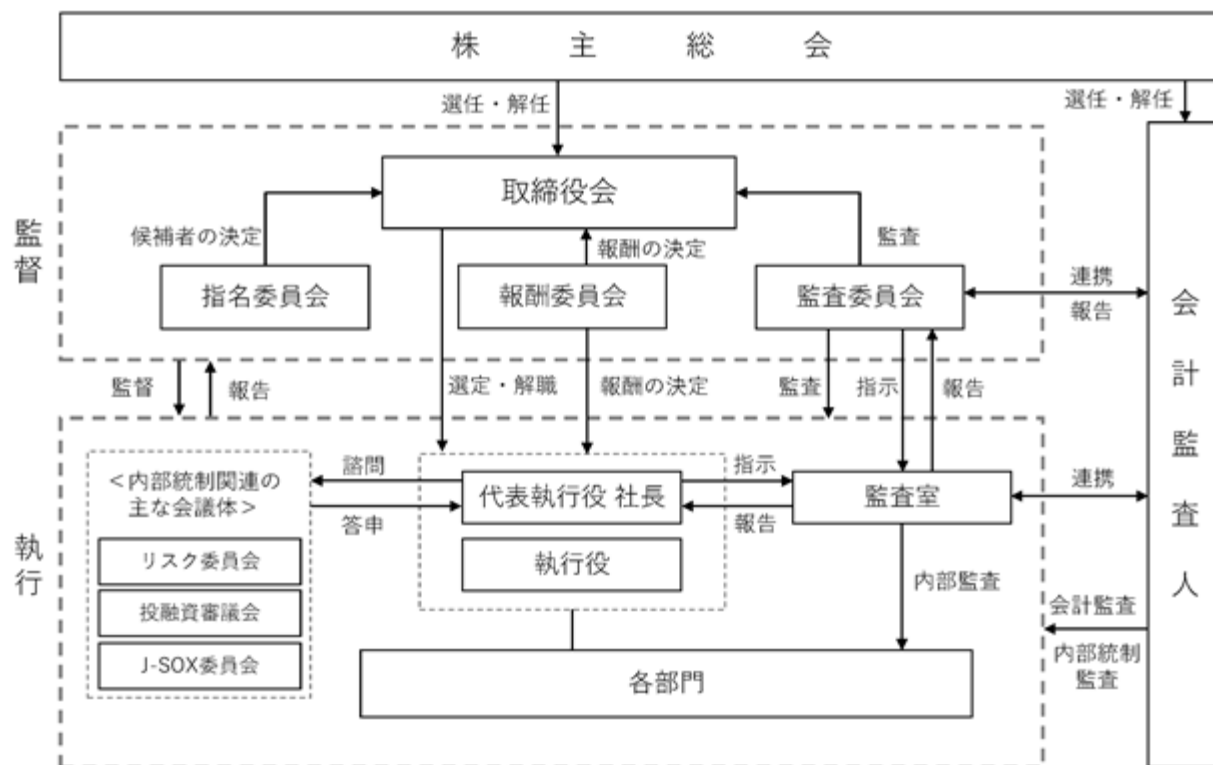 株主総会
選任・解任
選任・解任
監督
取締役会
候補者の決定
報酬の決定
監査
指名委員会
報酬委員会
監査委員会
連携
報告
会計監査人
監督
報告
選定・解職
報酬の決定
監査
指示
報告
執行
＜内部統制関連の
主な会議体＞
リスク委員会
投融資審議会
J-SOX委員会
諮問
答申
代表執行役 社長
執行役
指示
報告
監査室
連携
内部監査
会計監査
内部統制
監査
各部門